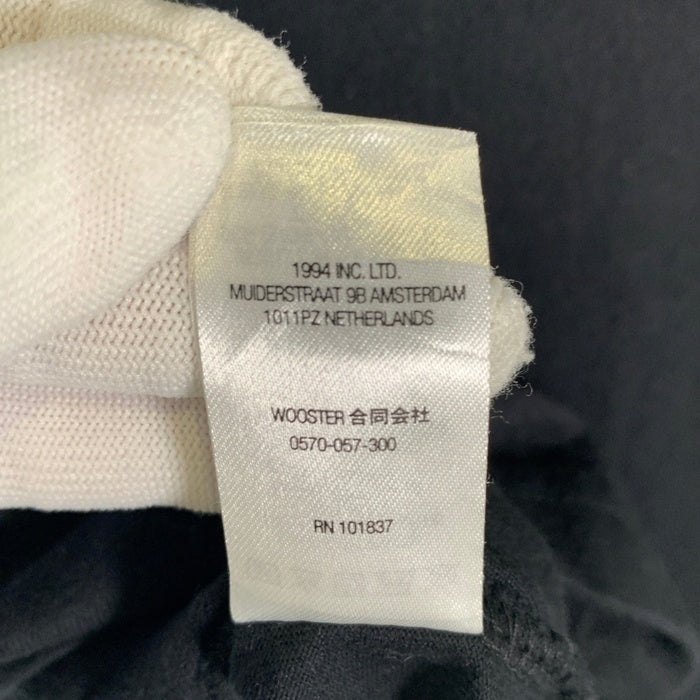 1994 INC. LTD.
MUIDERSTRAAT 9B AMSTERDAM
1011PZ NETHERLANDS
WOOSTER 合同会社
0570-057-300
RN 101837